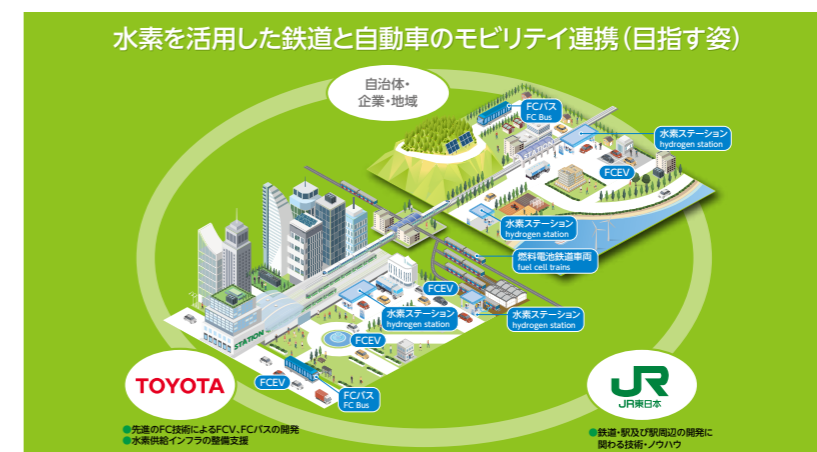 水素を活用した鉄道と自動車のモビリテイ連携(目指す姿)
自治体・
企業・地域
FCバス
FC Bus
水素ステーション
hydrogen station
FCEV
水素ステーション
hydrogen station
燃料電池鉄道車両
fuel cell trains
FCEV
水素ステーション
hydrogen station
水素ステーション
hydrogen station
STATION
FCEV
FCEV
FCバス
FC Bus
TOYOTA
JR
JR東日本
●先進のFC技術によるFCV、FCバスの開発
●水素供給インフラの整備支援
●鉄道・駅及び駅周辺の開発に
関わる技術・ノウハウ